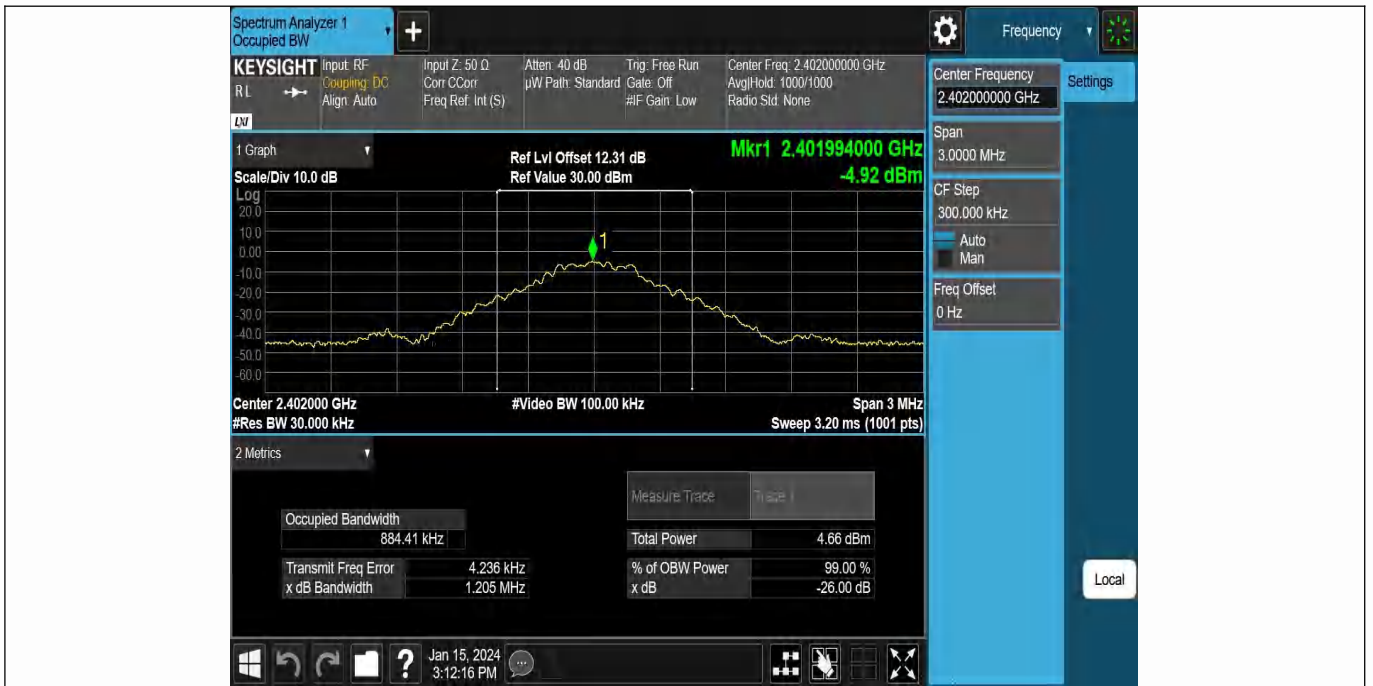 Spectrum Analyzer 1
Occupied BW
+
Frequency
KEYSIGHT
R L
LXI
Input: RF
Coupling: DC
Align: Auto
Input Z: 50 Ω
Corr CCorr
Freq Ref: Int (S)
Atten: 40 dB
µW Path: Standard
Trig: Free Run
Gate: Off
#IF Gain: Low
Center Freq: 2.402000000 GHz
Avg|Hold: 1000/1000
Radio Std: None
Center Frequency
2.402000000 GHz
Settings
Span
3.0000 MHz
CF Step
300.000 kHz
Auto
Man
Freq Offset
0 Hz
1 Graph
Scale/Div 10.0 dB
Ref Lvl Offset 12.31 dB
Ref Value 30.00 dBm
Mkr1 2.401994000 GHz
-4.92 dBm
Log
20.0
10.0
0.00
-10.0
-20.0
-30.0
-40.0
-50.0
-60.0
1
Center 2.402000 GHz
#Res BW 30.000 kHz
#Video BW 100.00 kHz
Span 3 MHz
Sweep 3.20 ms (1001 pts)
2 Metrics
Measure Trace Trace 1
Occupied Bandwidth
884.41 kHz
Total Power 4.66 dBm
Transmit Freq Error 4.236 kHz
% of OBW Power 99.00 %
x dB Bandwidth 1.205 MHz
x dB -26.00 dB
Local
?
Jan 15, 2024
3:12:16 PM